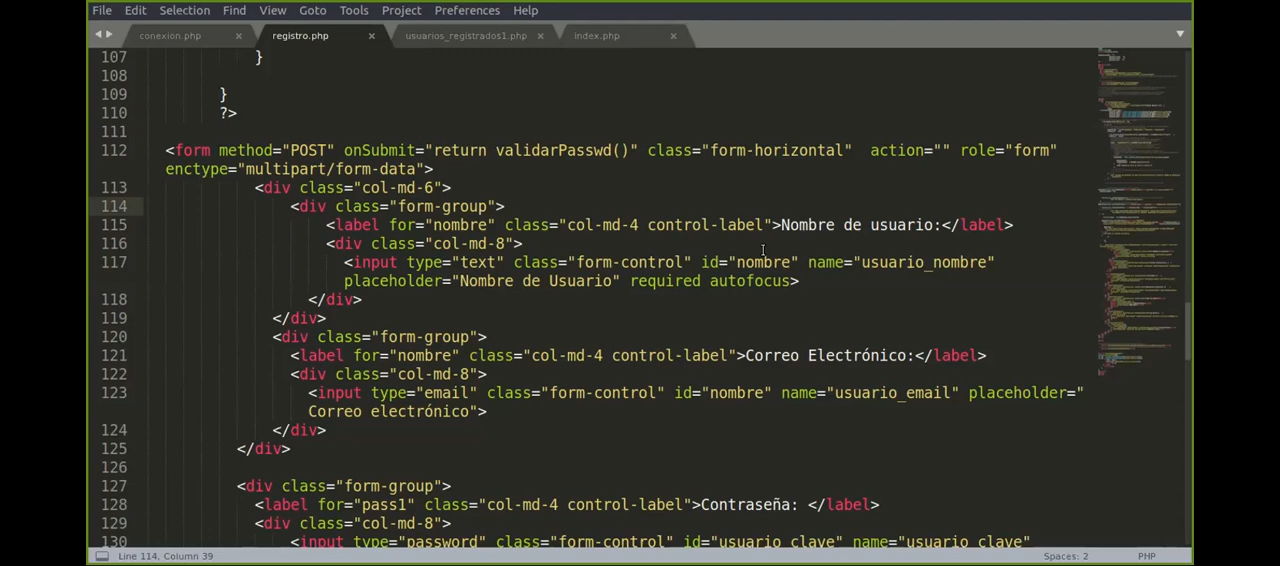 File Edit Selection Find View Goto Tools Project Preferences Help
conexion.php × registro.php × usuarios_registrados1.php × index.php ×
107 }
108
109 }
110 ?>
111
112 <form method="POST" onSubmit="return validarPasswd()" class="form-horizontal"  action="" role="form"
enctype="multipart/form-data">
113 <div class="col-md-6">
114 <div class="form-group">
115 <label for="nombre" class="col-md-4 control-label">Nombre de usuario:</label>
116 <div class="col-md-8">
117 <input type="text" class="form-control" id="nombre" name="usuario_nombre"
placeholder="Nombre de Usuario" required autofocus>
118 </div>
119 </div>
120 <div class="form-group">
121 <label for="nombre" class="col-md-4 control-label">Correo Electrónico:</label>
122 <div class="col-md-8">
123 <input type="email" class="form-control" id="nombre" name="usuario_email" placeholder="
Correo electrónico">
124 </div>
125 </div>
126
127 <div class="form-group">
128 <label for="pass1" class="col-md-4 control-label">Contraseña: </label>
129 <div class="col-md-8">
130 <input type="password" class="form-control" id="usuario_clave" name="usuario_clave"
Line 114, Column 39 Spaces: 2 PHP